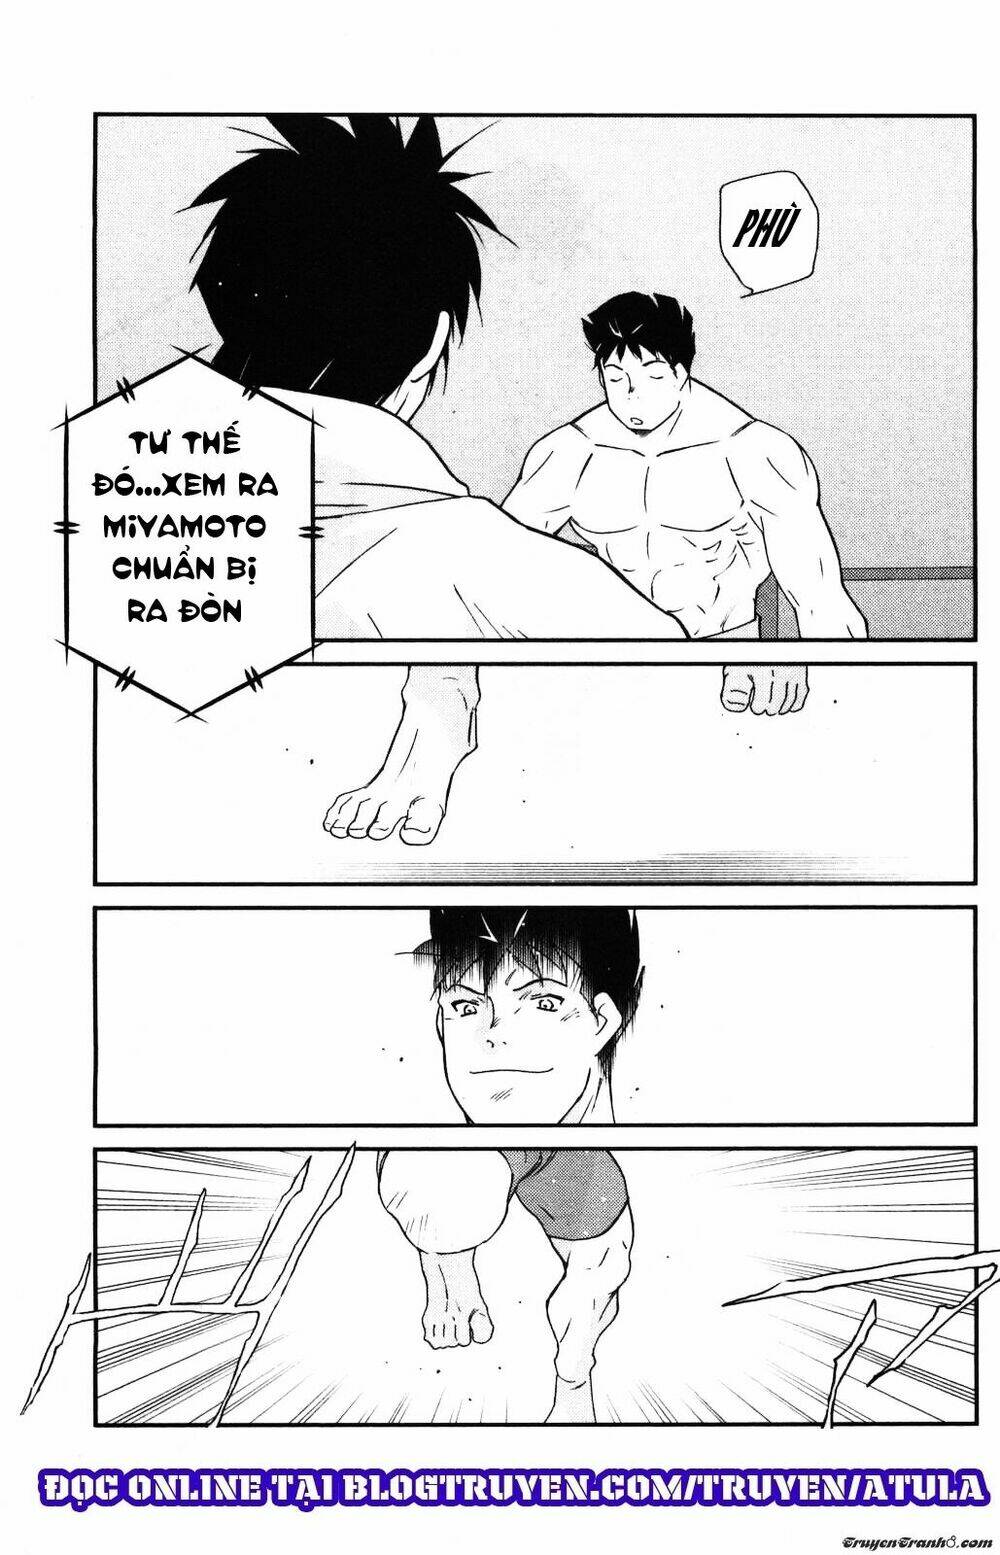 PHÙ
TƯ THẾ
ĐÓ...XEM RA
MIYAMOTO
CHUẨN BỊ
RA ĐÒN
ĐỌC ONLINE TẠI BLOGTRUYEN.COM/TRUYEN/ATULA
TruyenTranh8.com